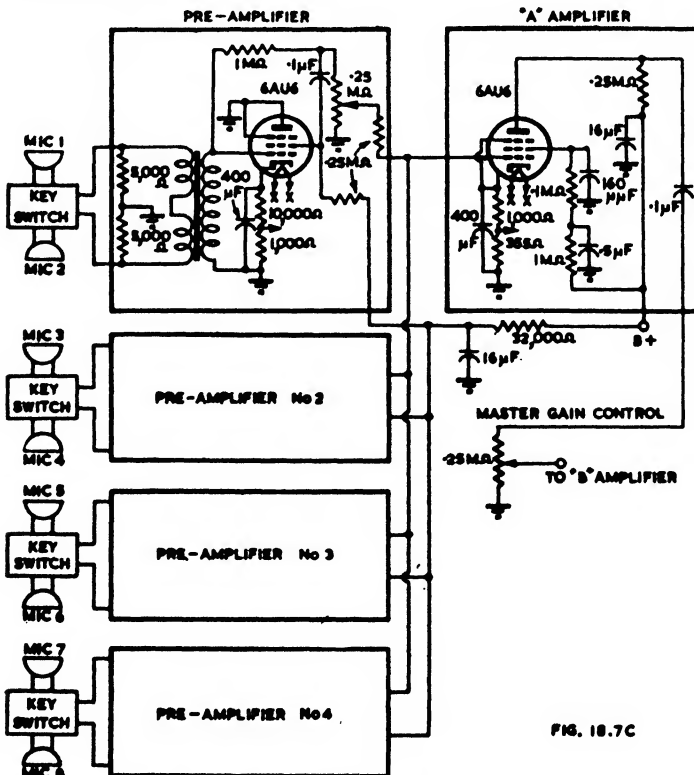 PRE-AMPLIFIER
"A" AMPLIFIER
1MΩ
.1μF
6AU6
.25
MΩ
.25MΩ
400
μF
10,000Ω
1,000Ω
5,000Ω
5,000Ω
MIC 1
KEY
SWITCH
MIC 2
6AU6
.25MΩ
16μF
.1MΩ
160
μμF
400
μF
1,000Ω
365Ω
1MΩ
.5μF
.1μF
B+
32,000Ω
16μF
MIC 3
KEY
SWITCH
MIC 4
PRE-AMPLIFIER No 2
MASTER GAIN CONTROL
.25MΩ
TO "B" AMPLIFIER
MIC 5
KEY
SWITCH
MIC 6
PRE-AMPLIFIER No 3
MIC 7
KEY
SWITCH
PRE-AMPLIFIER No 4
FIG. 18.7C